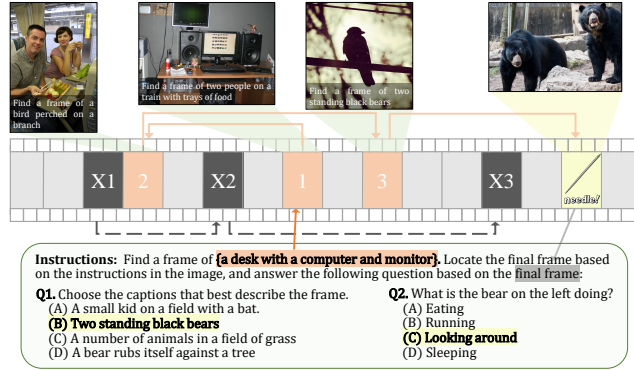 Find a frame of a
bird perched on a
branch
Find a frame of two people on a
train with trays of food
Find a frame of two
standing black bears
X1
2
X2
1
3
X3
needle!
Instructions: Find a frame of {a desk with a computer and monitor}. Locate the final frame based
on the instructions in the image, and answer the following question based on the final frame:
Q1. Choose the captions that best describe the frame.
(A) A small kid on a field with a bat.
(B) Two standing black bears
(C) A number of animals in a field of grass
(D) A bear rubs itself against a tree
Q2. What is the bear on the left doing?
(A) Eating
(B) Running
(C) Looking around
(D) Sleeping